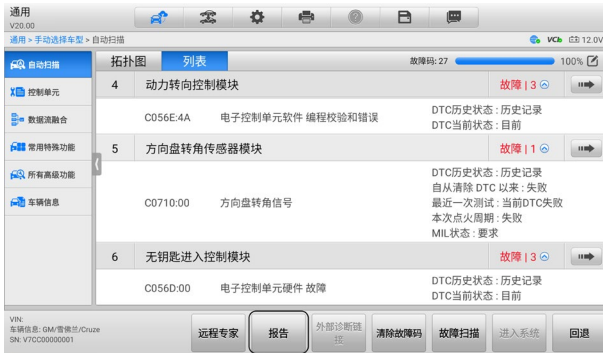 通用
V20.00
通用 > 手动选择车型 > 自动扫描
VCI 12.0V
自动扫描
控制单元
数据流融合
常用特殊功能
所有高级功能
车辆信息
拓扑图 列表 故障码: 27 100%
4 动力转向控制模块 故障 | 3
C056E:4A 电子控制单元软件 编程校验和错误 DTC历史状态 : 历史记录
DTC当前状态 : 目前
5 方向盘转角传感器模块 故障 | 1
C0710:00 方向盘转角信号 DTC历史状态 : 历史记录
自从清除 DTC 以来 : 失败
最近一次测试 : 当前DTC失败
本次点火周期 : 失败
MIL状态 : 要求
6 无钥匙进入控制模块 故障 | 3
C056D:00 电子控制单元硬件 故障 DTC历史状态 : 历史记录
DTC当前状态 : 目前
VIN:
车辆信息: GM/雪佛兰/Cruze
SN: V7CC00000001
远程专家 报告 外部诊断链接 清除故障码 故障扫描 进入系统 回退